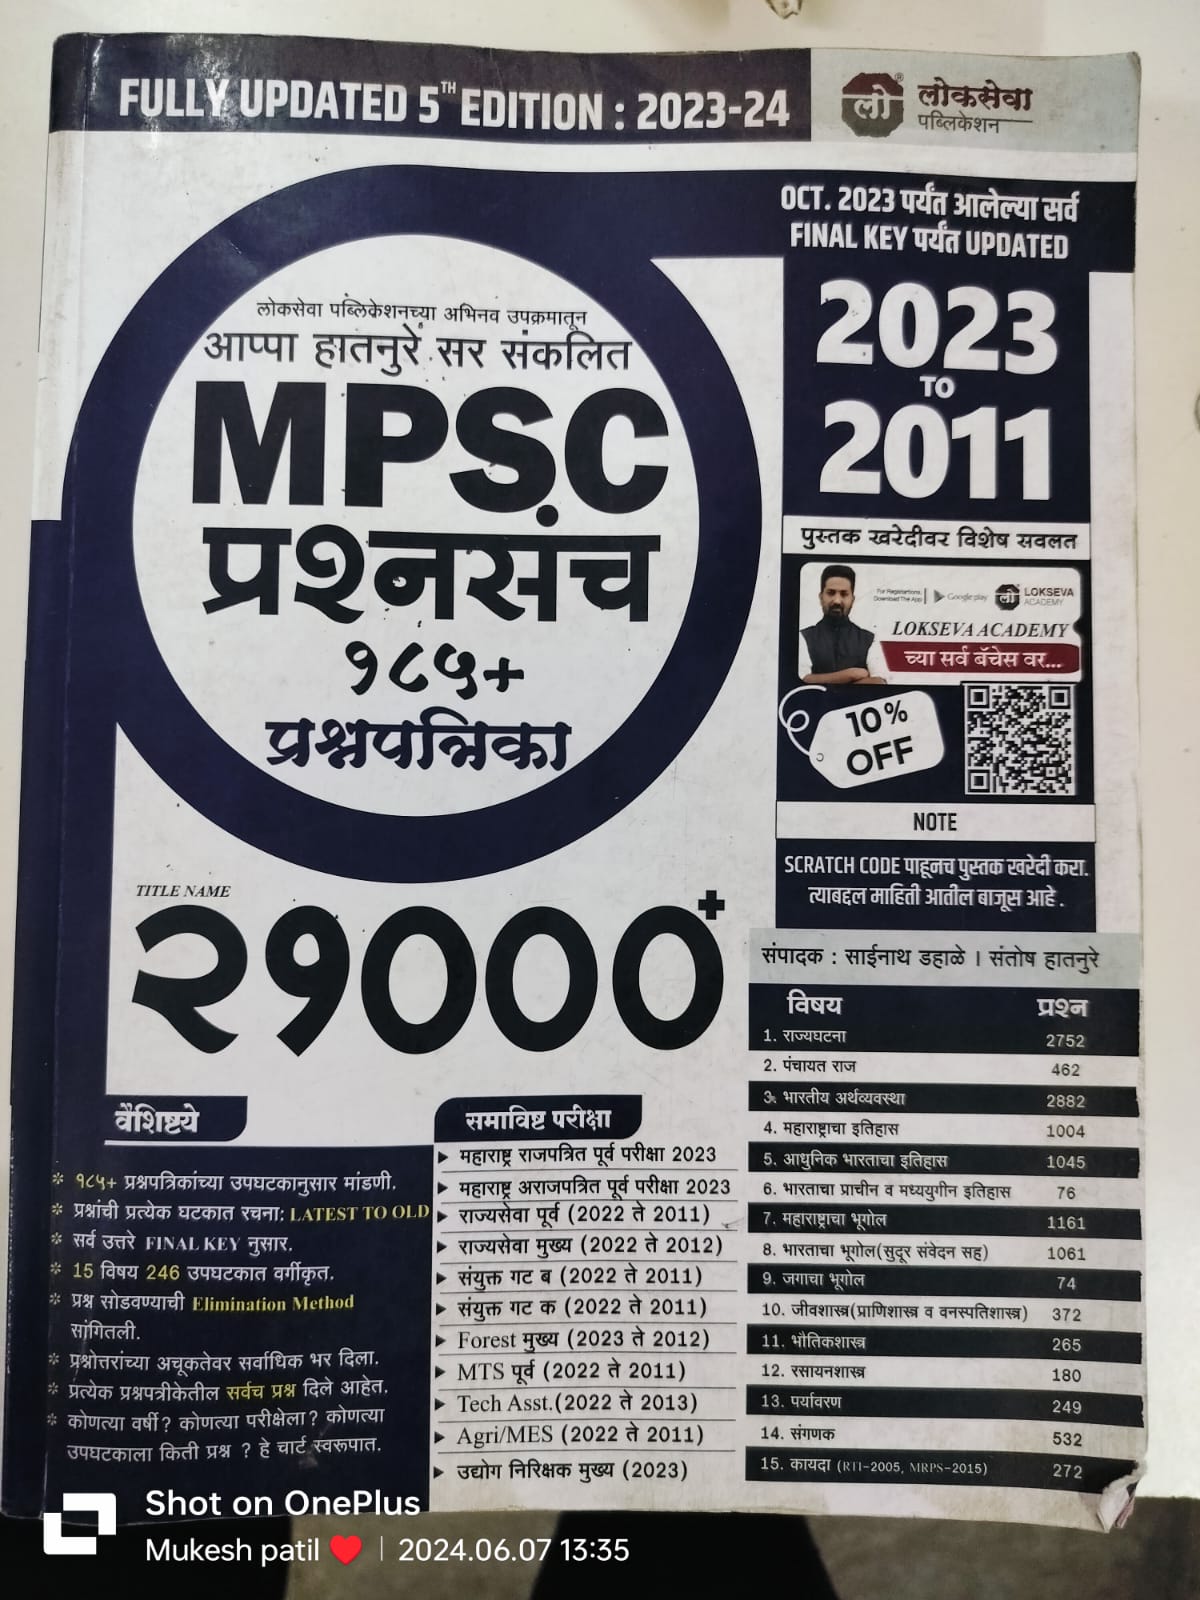 FULLY UPDATED 5TH EDITION : 2023-24
लो
लोकसेवा
पब्लिकेशन
OCT. 2023 पर्यंत आलेल्या सर्व
FINAL KEY पर्यंत UPDATED
2023
TO
2011
लोकसेवा पब्लिकेशनच्या अभिनव उपक्रमातून
आप्पा हातनुरे सर संकलित
MPSC
प्रश्नसंच
१८५+
प्रश्नपत्रिका
पुस्तक खरेदीवर विशेष सवलत
For Registrations
Download The App
Google play
लो
LOKSEVA
ACADEMY
LOKSEVA ACADEMY
च्या सर्व बॅचेस वर...
10%
OFF
NOTE
SCRATCH CODE पाहूनच पुस्तक खरेदी करा.
त्याबद्दल माहिती आतील बाजूस आहे .
TITLE NAME
२१०००+
संपादक : साईनाथ डहाळे । संतोष हातनुरे
विषय प्रश्न
1. राज्यघटना 2752
2. पंचायत राज 462
3. भारतीय अर्थव्यवस्था 2882
4. महाराष्ट्राचा इतिहास 1004
5. आधुनिक भारताचा इतिहास 1045
6. भारताचा प्राचीन व मध्ययुगीन इतिहास 76
7. महाराष्ट्राचा भूगोल 1161
8. भारताचा भूगोल(सुदूर संवेदन सह) 1061
9. जगाचा भूगोल 74
10. जीवशास्त्र(प्राणिशास्त्र व वनस्पतिशास्त्र) 372
11. भौतिकशास्त्र 265
12. रसायनशास्त्र 180
13. पर्यावरण 249
14. संगणक 532
15. कायदा (RTI-2005, MRPS-2015) 272
वैशिष्ट्ये
* १८५+ प्रश्नपत्रिकांच्या उपघटकानुसार मांडणी.
* प्रश्नांची प्रत्येक घटकात रचना: LATEST TO OLD
* सर्व उत्तरे FINAL KEY नुसार.
* 15 विषय 246 उपघटकात वर्गीकृत.
* प्रश्न सोडवण्याची Elimination Method
सांगितली.
* प्रश्नोत्तरांच्या अचूकतेवर सर्वाधिक भर दिला.
* प्रत्येक प्रश्नपत्रीकेतील सर्वच प्रश्न दिले आहेत.
* कोणत्या वर्षी? कोणत्या परीक्षेला? कोणत्या
उपघटकाला किती प्रश्न ? हे चार्ट स्वरूपात.
समाविष्ट परीक्षा
▶ महाराष्ट्र राजपत्रित पूर्व परीक्षा 2023
▶ महाराष्ट्र अराजपत्रित पूर्व परीक्षा 2023
▶ राज्यसेवा पूर्व (2022 ते 2011)
▶ राज्यसेवा मुख्य (2022 ते 2012)
▶ संयुक्त गट ब (2022 ते 2011)
▶ संयुक्त गट क (2022 ते 2011)
▶ Forest मुख्य (2023 ते 2012)
▶ MTS पूर्व (2022 ते 2011)
▶ Tech Asst.(2022 ते 2013)
▶ Agri/MES (2022 ते 2011)
▶ उद्योग निरिक्षक मुख्य (2023)
Shot on OnePlus
Mukesh patil ❤️ | 2024.06.07 13:35